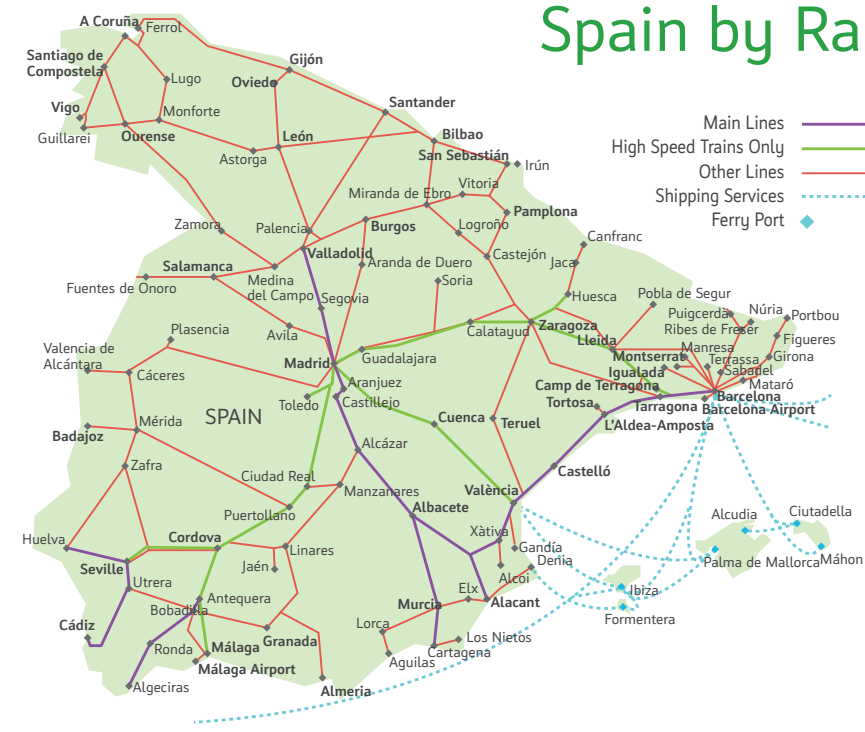 Spain by Ra
Main Lines
High Speed Trains Only
Other Lines
Shipping Services
Ferry Port
A Coruña
Ferrol
Santiago de
Compostela
Lugo
Vigo
Monforte
Guillarei
Ourense
Gijón
Oviedo
Santander
León
Astorga
Bilbao
San Sebastián
Irún
Vitoria
Miranda de Ebro
Pamplona
Zamora
Palencia
Burgos
Logroño
Castejón
Canfranc
Jaca
Valladolid
Aranda de Duero
Salamanca
Fuentes de Onoro
Medina
del Campo
Segovia
Soria
Huesca
Pobla de Segur
Puigcerdà
Núria
Portbou
Ribes de Freser
Figueres
Plasencia
Avila
Calatayud
Zaragoza
Lleida
Manresa
Montserrat
Terrassa
Girona
Valencia de
Alcántara
Cáceres
Madrid
Guadalajara
Igualada
Sabadel
Mataró
Aranjuez
Camp de Terragona
Barcelona
Toledo
Castillejo
Tortosa
Tarragona
Barcelona Airport
SPAIN
Mérida
Cuenca
Teruel
L'Aldea-Amposta
Badajoz
Alcázar
Zafra
Castelló
Ciudad Real
Manzanares
València
Puertollano
Albacete
Alcudia
Ciutadella
Huelva
Cordova
Linares
Xàtiva
Gandía
Denia
Palma de Mallorca
Máhon
Seville
Jaén
Alcoi
Utrera
Elx
Ibiza
Antequera
Bobadilla
Murcia
Alacant
Formentera
Cádiz
Lorca
Los Nietos
Ronda
Málaga
Granada
Cartagena
Málaga Airport
Aguilas
Algeciras
Almeria